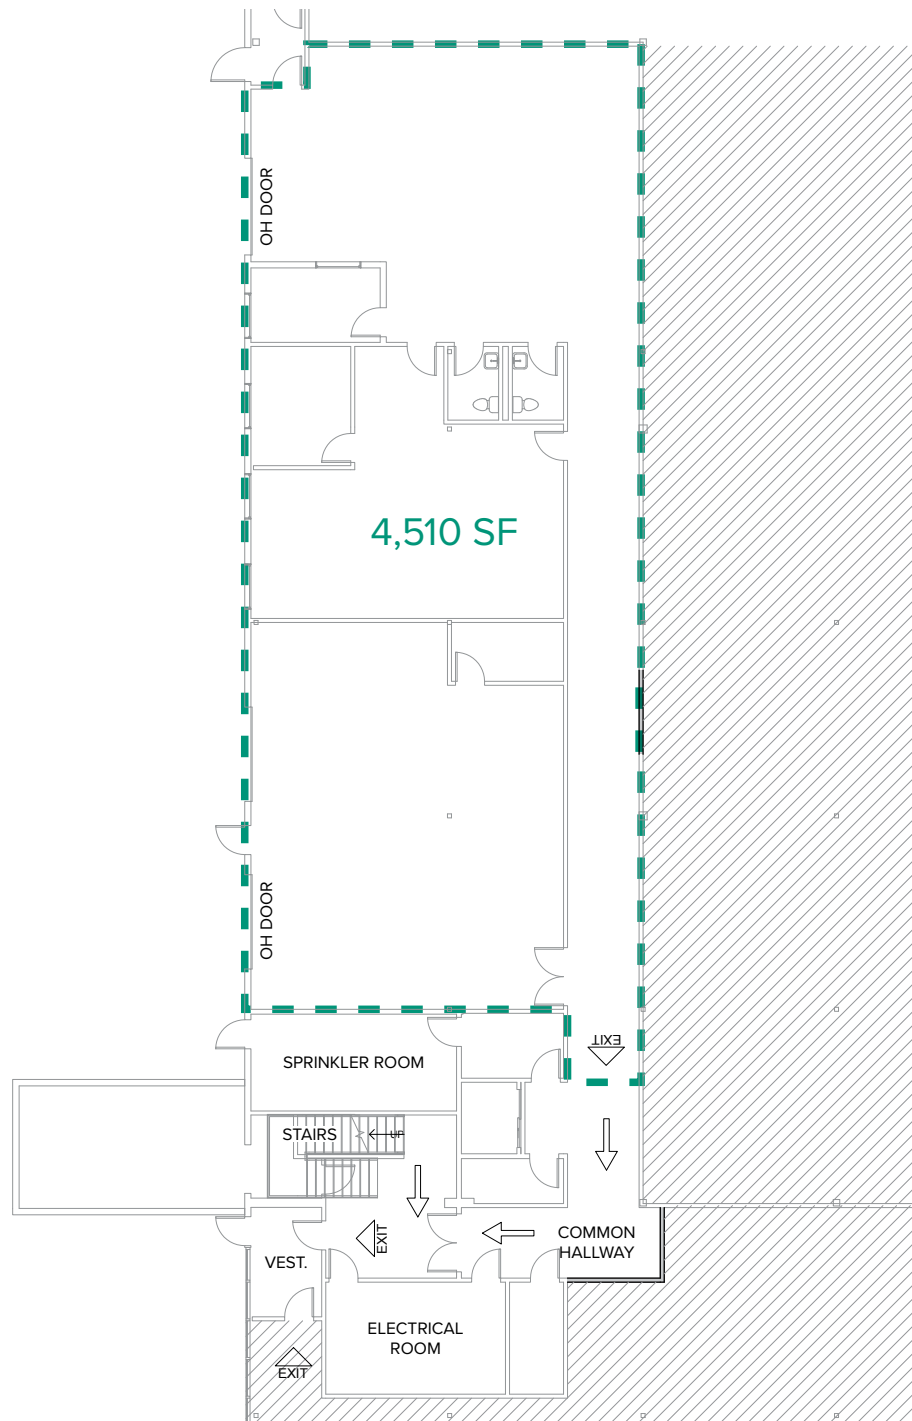 OH DOOR
4,510 SF
OH DOOR
EXIT
SPRINKLER ROOM
STAIRS
UP
EXIT
COMMON
HALLWAY
VEST.
ELECTRICAL
ROOM
EXIT